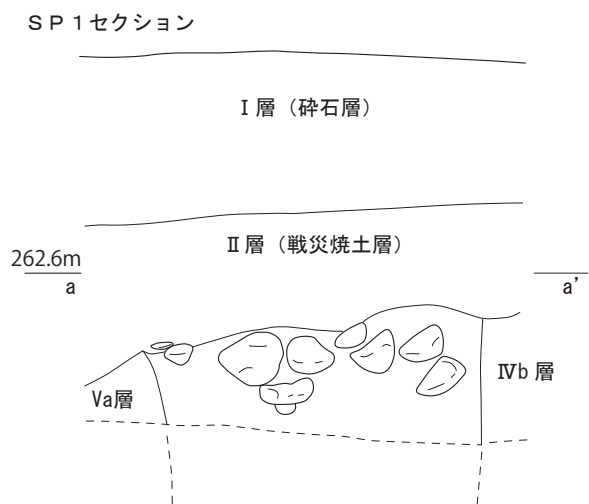 ＳＰ１セクション
Ⅰ層（砕石層）
Ⅱ層（戦災焼土層）
262.6m
a
a’
Ⅳb 層
Ⅴa層